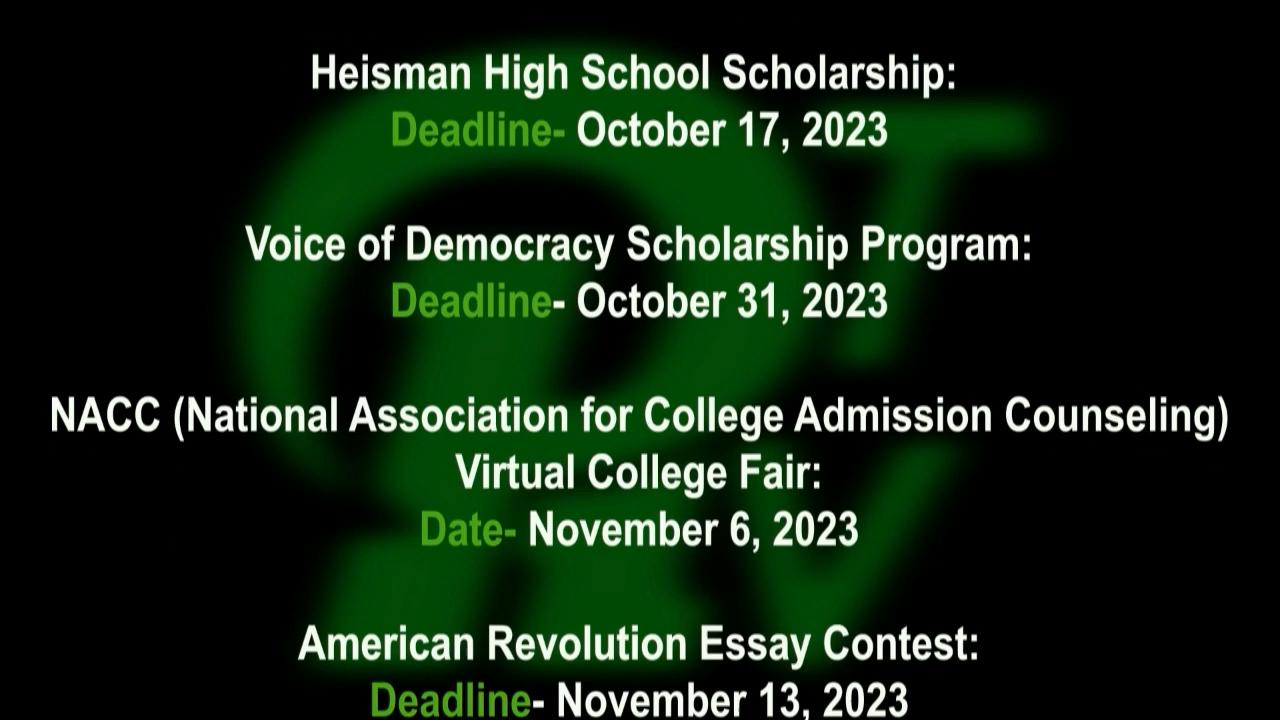 Heisman High School Scholarship:
Deadline- October 17, 2023
Voice of Democracy Scholarship Program:
Deadline- October 31, 2023
NACC (National Association for College Admission Counseling)
Virtual College Fair:
Date- November 6, 2023
American Revolution Essay Contest:
Deadline- November 13, 2023